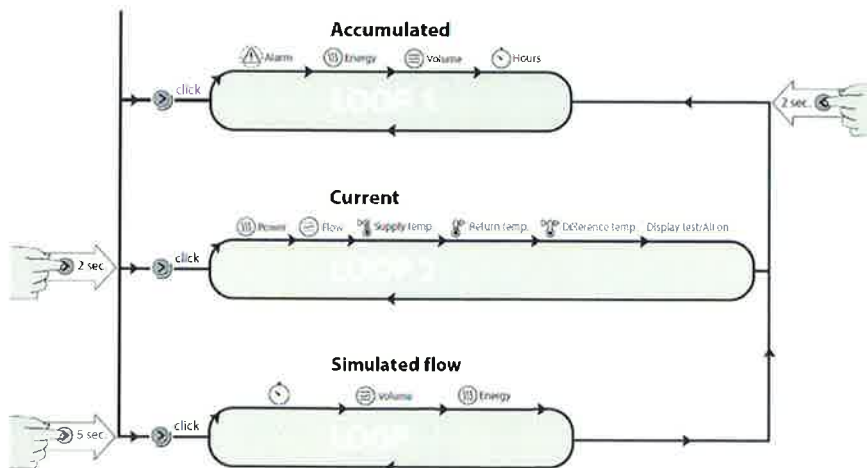 Accumulated
Alarm Energy Volume Hours
click
LOOP 1
2 sec.
Current
Power Flow Supply temp. Return temp. Difference temp. Display test/All on
2 sec.
click
LOOP 2
Simulated flow
Volume Energy
5 sec.
click
LOOP